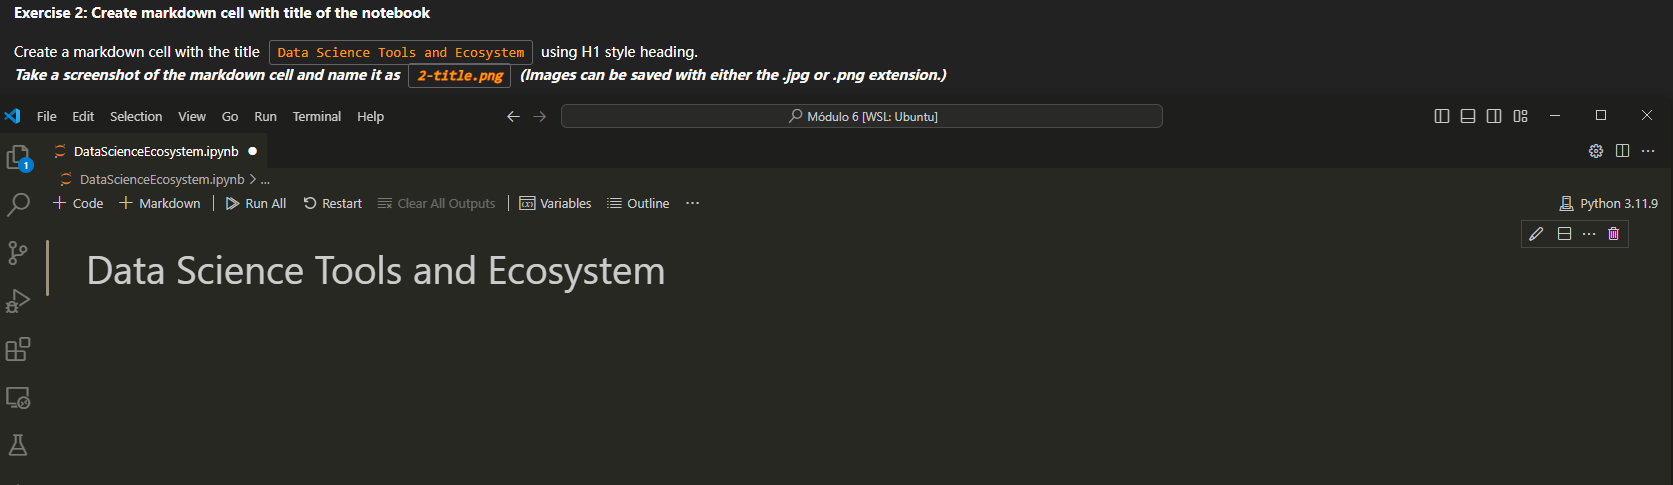 Exercise 2: Create markdown cell with title of the notebook
Create a markdown cell with the title Data Science Tools and Ecosystem using H1 style heading.
Take a screenshot of the markdown cell and name it as 2-title.png (Images can be saved with either the .jpg or .png extension.)
File Edit Selection View Go Run Terminal Help Módulo 6 [WSL: Ubuntu]
DataScienceEcosystem.ipynb
1
DataScienceEcosystem.ipynb > ...
Code Markdown Run All Restart Clear All Outputs Variables Outline ... Python 3.11.9
Data Science Tools and Ecosystem